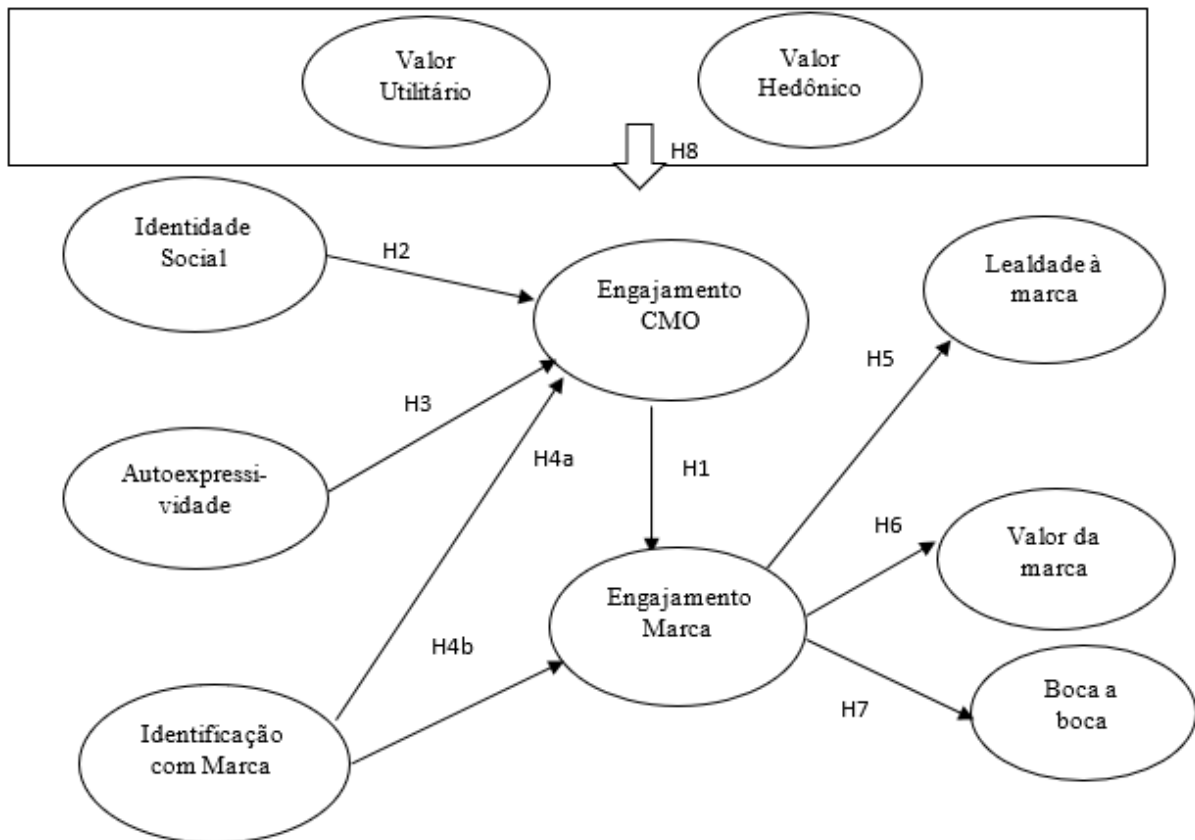 Valor
Utilitário
Valor
Hedônico
H8
Identidade
Social
H2
Engajamento
CMO
Lealdade à
marca
H5
H3
H4a
Autoexpressi-
vidade
H1
H6
Valor da
marca
Engajamento
Marca
H4b
H7
Boca a
boca
Identificação
com Marca